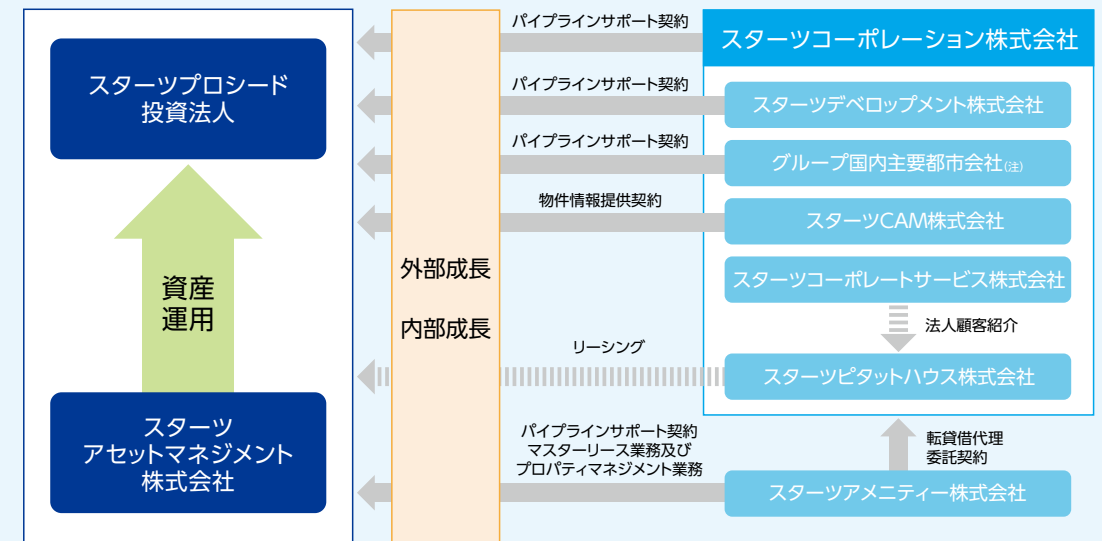 スターツプロシード
投資法人
資産
運用
スターツ
アセットマネジメント
株式会社
外部成長
内部成長
パイプラインサポート契約
パイプラインサポート契約
パイプラインサポート契約
物件情報提供契約
リーシング
パイプラインサポート契約
マスターリース業務及び
プロパティマネジメント業務
スターツコーポレーション株式会社
スターツデベロップメント株式会社
グループ国内主要都市会社(注)
スターツCAM株式会社
スターツコーポレートサービス株式会社
法人顧客紹介
スターツピタットハウス株式会社
転貸借代理
委託契約
スターツアメニティー株式会社